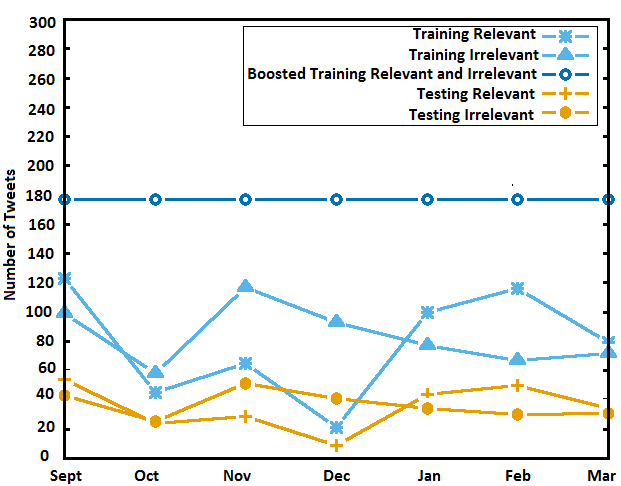 300
280
260
240
220
200
180
160
140
120
100
80
60
40
20
0
Number of Tweets
Training Relevant
Training Irrelevant
Boosted Training Relevant and Irrelevant
Testing Relevant
Testing Irrelevant
Sept Oct Nov Dec Jan Feb Mar